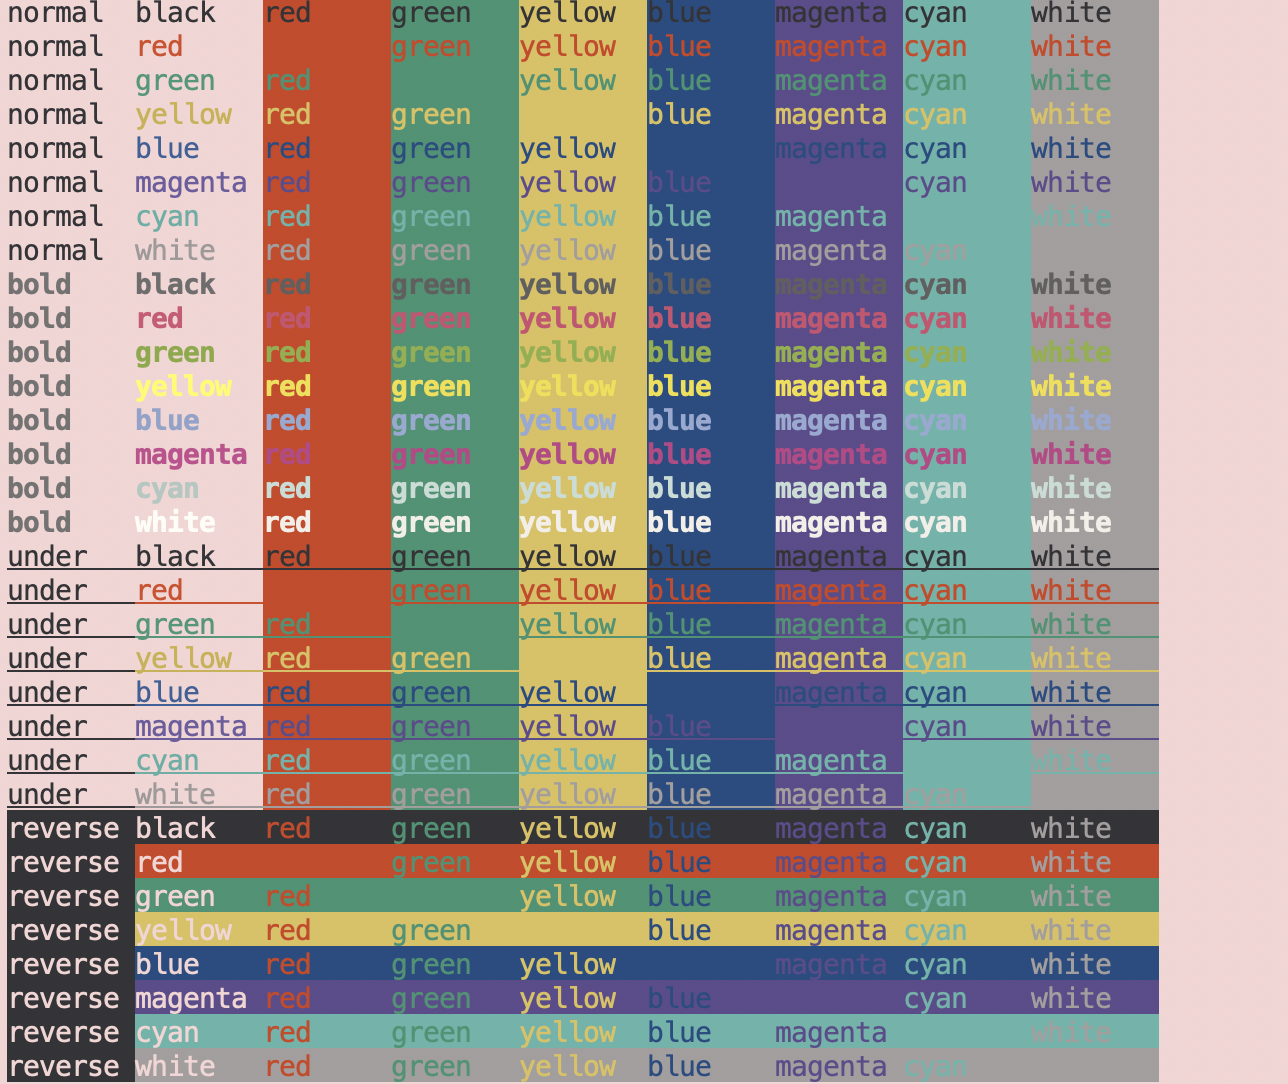 normal black red green yellow blue magenta cyan white
normal red green yellow blue magenta cyan white
normal green red yellow blue magenta cyan white
normal yellow red green blue magenta cyan white
normal blue red green yellow magenta cyan white
normal magenta red green yellow blue cyan white
normal cyan red green yellow blue magenta white
normal white red green yellow blue magenta cyan
bold black red green yellow blue magenta cyan white
bold red red green yellow blue magenta cyan white
bold green red green yellow blue magenta cyan white
bold yellow red green yellow blue magenta cyan white
bold blue red green yellow blue magenta cyan white
bold magenta red green yellow blue magenta cyan white
bold cyan red green yellow blue magenta cyan white
bold white red green yellow blue magenta cyan white
under black red green yellow blue magenta cyan white
under red green yellow blue magenta cyan white
under green red yellow blue magenta cyan white
under yellow red green blue magenta cyan white
under blue red green yellow magenta cyan white
under magenta red green yellow blue cyan white
under cyan red green yellow blue magenta white
under white red green yellow blue magenta cyan
reverse black red green yellow blue magenta cyan white
reverse red green yellow blue magenta cyan white
reverse green red yellow blue magenta cyan white
reverse yellow red green blue magenta cyan white
reverse blue red green yellow magenta cyan white
reverse magenta red green yellow blue cyan white
reverse cyan red green yellow blue magenta white
reverse white red green yellow blue magenta cyan